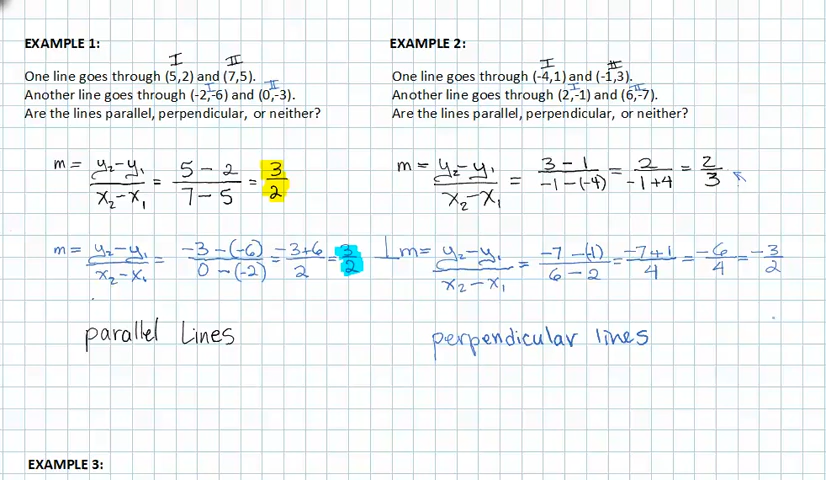 EXAMPLE 1:
I II
One line goes through (5,2) and (7,5).
I II
Another line goes through (-2,-6) and (0,-3).
Are the lines parallel, perpendicular, or neither?
m = y₂-y₁ / x₂-x₁ = 5-2 / 7-5 = 3/2
m = y₂-y₁ / x₂-x₁ = -3-(-6) / 0-(-2) = -3+6 / 2 = 3/2
parallel Lines
EXAMPLE 2:
I II
One line goes through (-4,1) and (-1,3).
II
Another line goes through (2,-1) and (6,-7).
Are the lines parallel, perpendicular, or neither?
m = y₂-y₁ / x₂-x₁ = 3-1 / -1-(-4) = 2 / -1+4 = 2/3
⊥ m = y₂-y₁ / x₂-x₁ = -7-(-1) / 6-2 = -7+1 / 4 = -6/4 = -3/2
perpendicular lines
EXAMPLE 3: